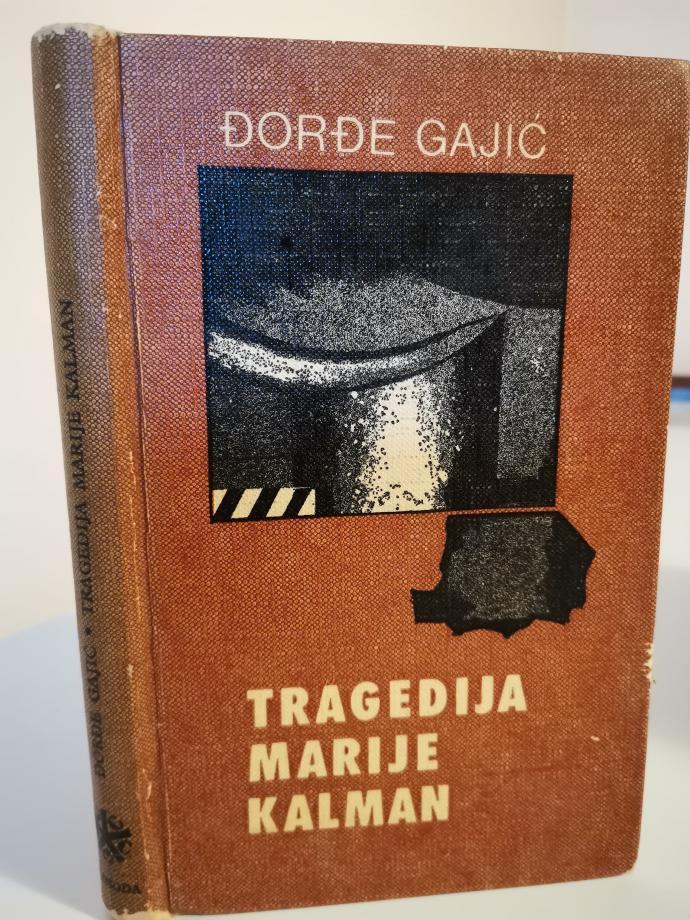 ĐORĐE GAJIĆ
TRAGEDIJA
MARIJE
KALMAN
ĐORĐE GAJIĆ • TRAGEDIJA MARIJE KALMAN